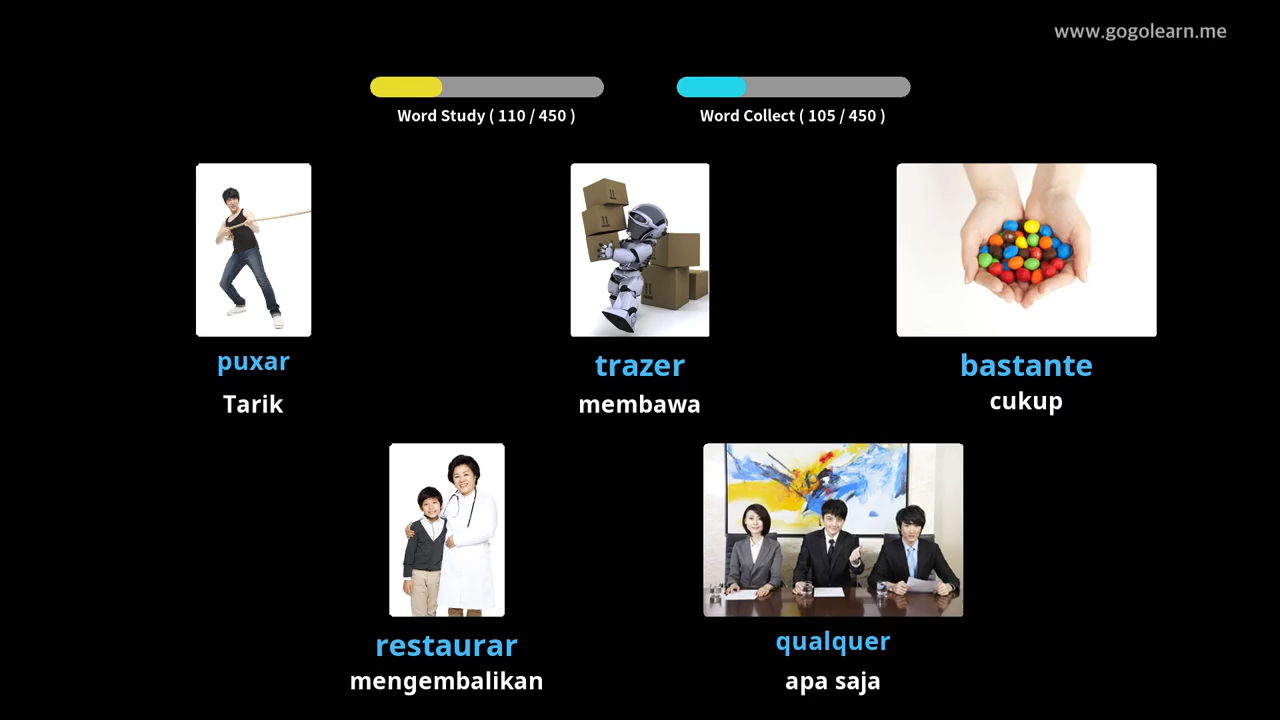 www.gogolearn.me
Word Study ( 110 / 450 )
Word Collect ( 105 / 450 )
puxar
Tarik
trazer
membawa
bastante
cukup
restaurar
mengembalikan
qualquer
apa saja